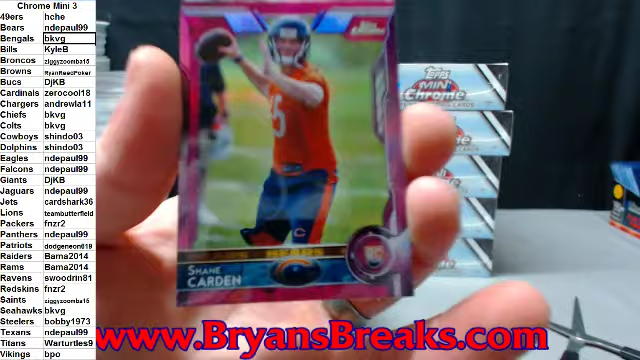 Chrome Mini 3
49ers hche
Bears ndepaul99
Bengals bkvg
Bills KyleB
Broncos ziggyzoomba15
Browns RyanReedPoker
Bucs DjKB
Cardinals zerocool18
Chargers andrewla11
Chiefs bkvg
Colts bkvg
Cowboys shindo03
Dolphins shindo03
Eagles ndepaul99
Falcons ndepaul99
Giants DjKB
Jaguars ndepaul99
Jets cardshark36
Lions teambutterfield
Packers fnzr2
Panthers ndepaul99
Patriots dodgeneon619
Raiders Bama2014
Rams Bama2014
Ravens swoodrin81
Redskins fnzr2
Saints ziggyzoomba15
Seahawks bkvg
Steelers bobby1973
Texans ndepaul99
Titans Warturtles9
Vikings bpo
15
BEARS
SHANE
CARDEN
Topps
MINI
Chrome
www.BryansBreaks.com